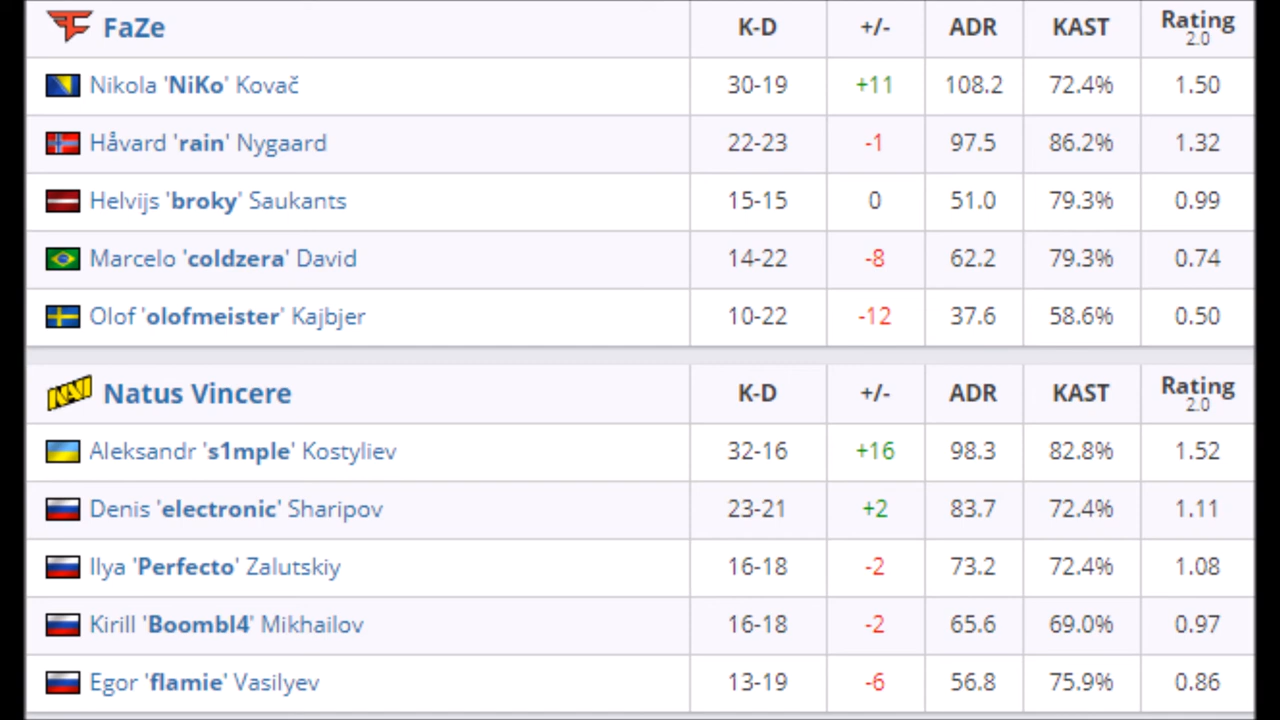 FaZe K-D +/- ADR KAST Rating 2.0
Nikola 'NiKo' Kovač 30-19 +11 108.2 72.4% 1.50
Håvard 'rain' Nygaard 22-23 -1 97.5 86.2% 1.32
Helvijs 'broky' Saukants 15-15 0 51.0 79.3% 0.99
Marcelo 'coldzera' David 14-22 -8 62.2 79.3% 0.74
Olof 'olofmeister' Kajbjer 10-22 -12 37.6 58.6% 0.50
NAVI Natus Vincere K-D +/- ADR KAST Rating 2.0
Aleksandr 's1mple' Kostyliev 32-16 +16 98.3 82.8% 1.52
Denis 'electronic' Sharipov 23-21 +2 83.7 72.4% 1.11
Ilya 'Perfecto' Zalutskiy 16-18 -2 73.2 72.4% 1.08
Kirill 'Boombl4' Mikhailov 16-18 -2 65.6 69.0% 0.97
Egor 'flamie' Vasilyev 13-19 -6 56.8 75.9% 0.86